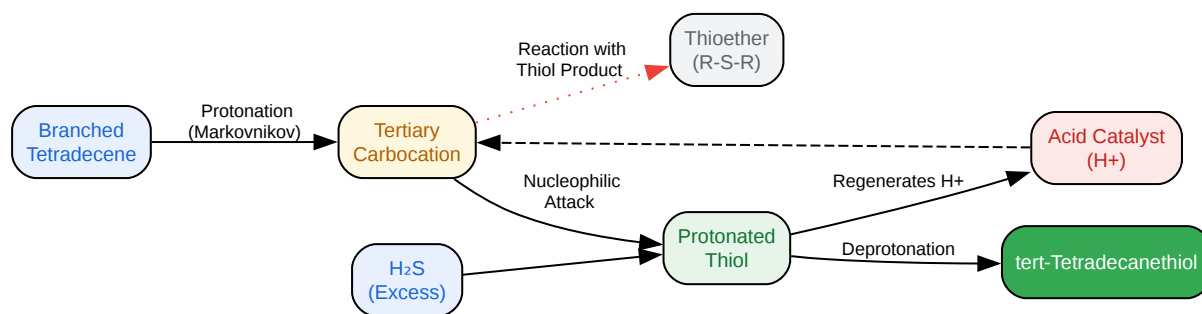 Reaction with
Thiol Product
Thioether
(R-S-R)
Branched
Tetradecene
Protonation
(Markovnikov)
Tertiary
Carbocation
Acid Catalyst
(H+)
Nucleophilic
Attack
Regenerates H+
H₂S
(Excess)
Protonated
Thiol
Deprotonation
tert-Tetradecanethiol